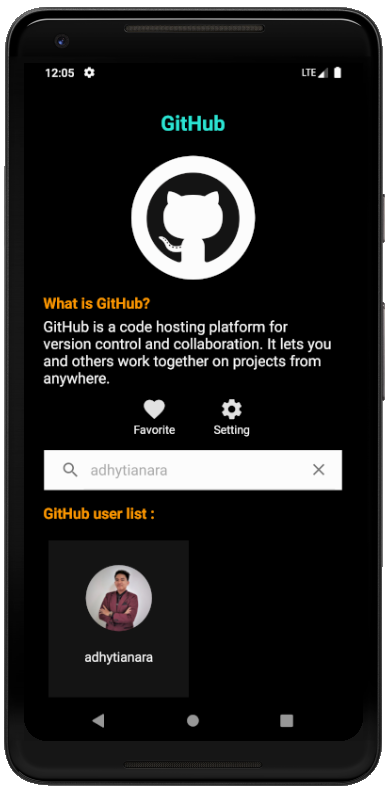 12:05 LTE
GitHub
What is GitHub?
GitHub is a code hosting platform for
version control and collaboration. It lets you
and others work together on projects from
anywhere.
Favorite Setting
adhytianara
GitHub user list :
adhytianara